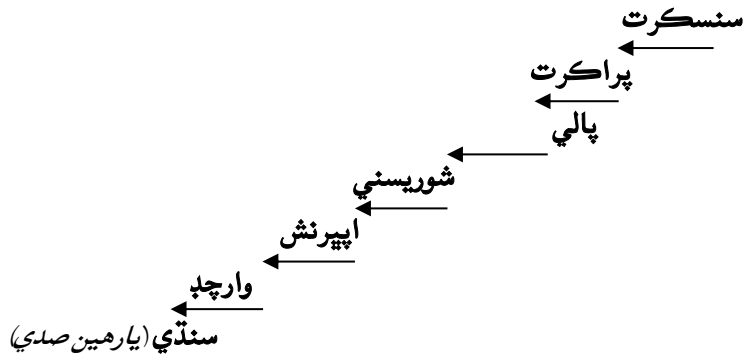 سنسڪرت
پراڪرت
پالي
شوريسني
اپڀرنش
وارچڊ
سنڌي (يارهين صدي)